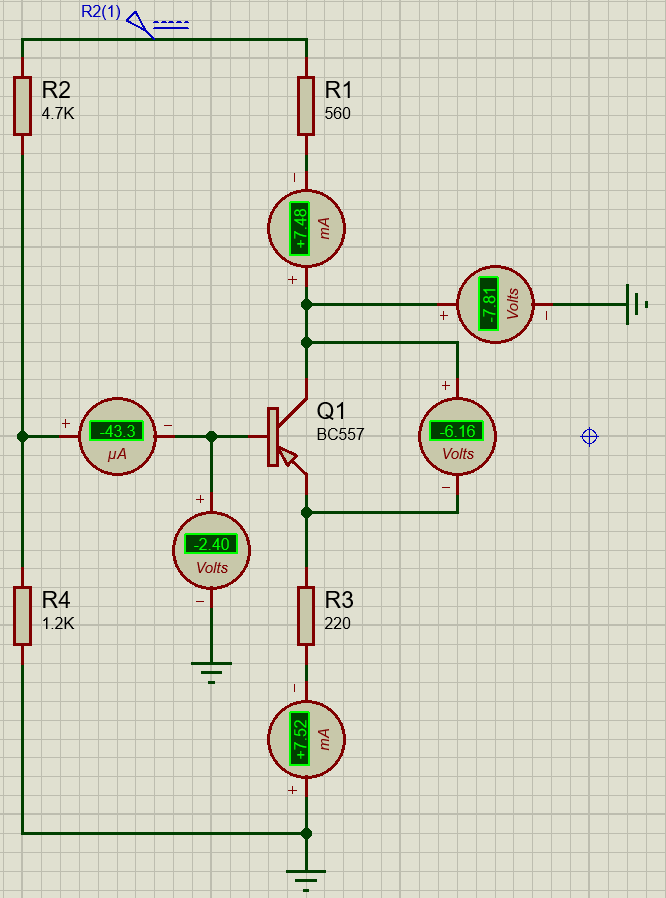 R2(1)
R2
4.7K
R1
560
−
+7.48
mA
+
-7.81
Volts
+
−
+
-43.3
µA
−
Q1
BC557
+
-6.16
Volts
−
+
-2.40
Volts
−
R4
1.2K
R3
220
−
+7.52
mA
+